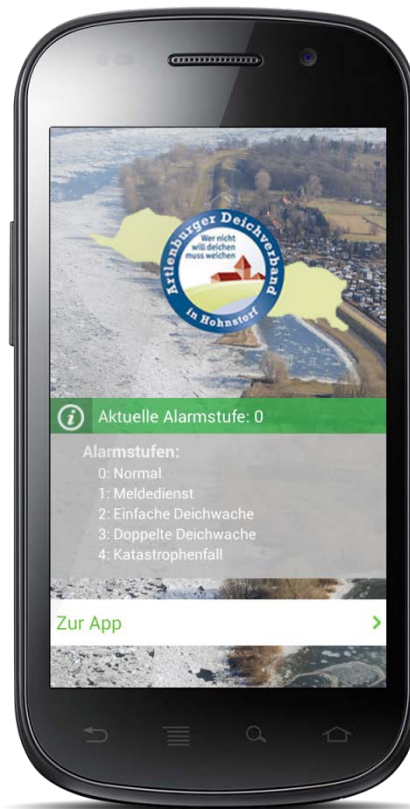 Artlenburger Deichverband
Wer nicht
will deichen
muss weichen
in Hohnstorf
Aktuelle Alarmstufe: 0
Alarmstufen:
0: Normal
1: Meldedienst
2: Einfache Deichwache
3: Doppelte Deichwache
4: Katastrophenfall
Zur App